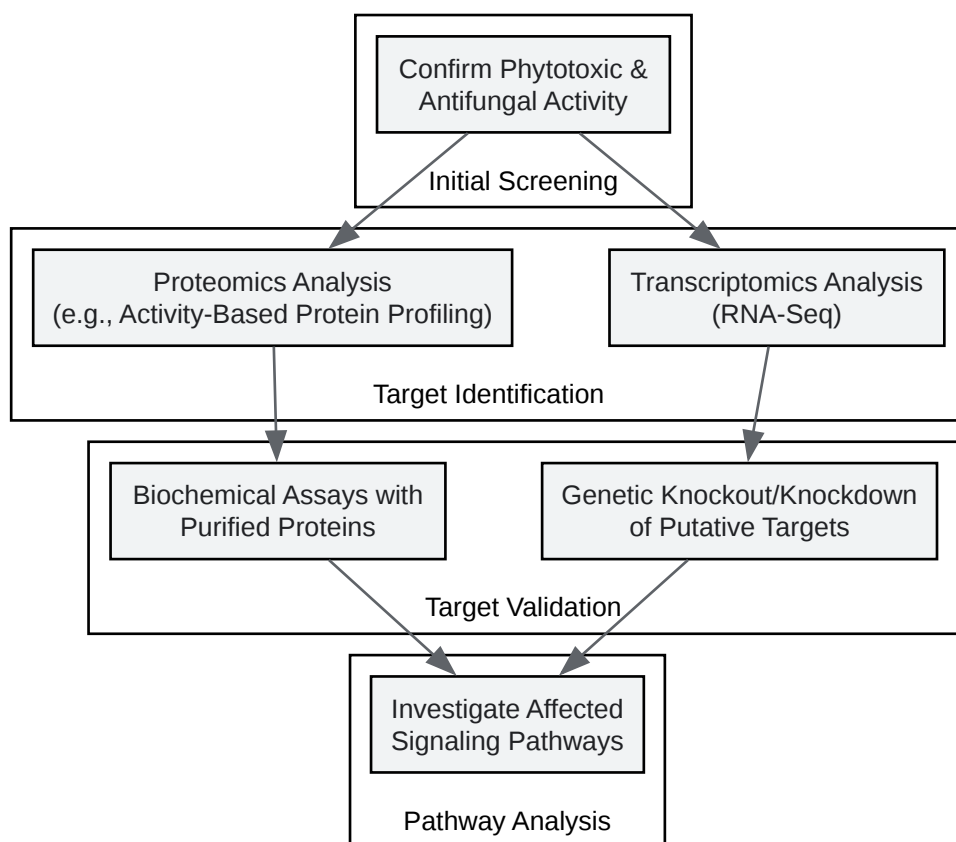 Confirm Phytotoxic &
Antifungal Activity
Initial Screening
Proteomics Analysis
(e.g., Activity-Based Protein Profiling)
Transcriptomics Analysis
(RNA-Seq)
Target Identification
Biochemical Assays with
Purified Proteins
Genetic Knockout/Knockdown
of Putative Targets
Target Validation
Investigate Affected
Signaling Pathways
Pathway Analysis